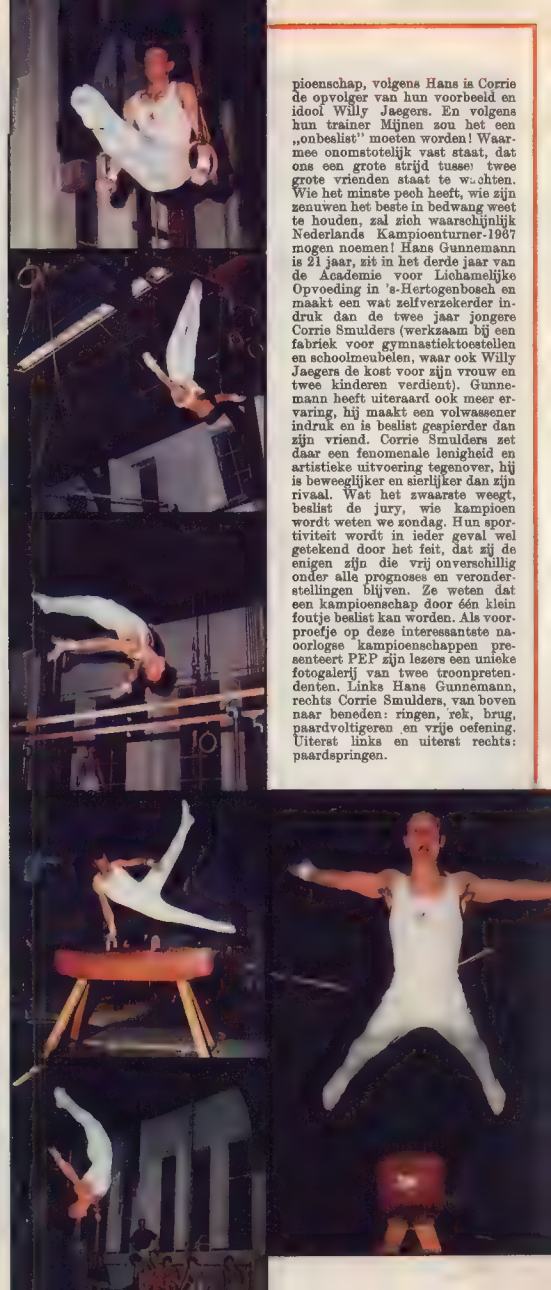 pioenschap, volgens Hans is Corrie
de opvolger van hun voorbeeld en
idool Willy Jaegers. En volgens
hun trainer Mijnen zou het een
„onbeslist” moeten worden! Waar-
mee onomstotelijk vast staat, dat
ons een grote strijd tussen twee
grote vrienden staat te wachten.
Wie het minste pech heeft, wie zijn
zenuwen het beste in bedwang weet
te houden, zal zich waarschijnlijk
Nederlands Kampioenturner-1967
mogen noemen! Hans Gunnemann
is 21 jaar, zit in het derde jaar van
de Academie voor Lichamelijke
Opvoeding in 's-Hertogenbosch en
maakt een wat zelfverzekerder in-
druk dan de twee jaar jongere
Corrie Smulders (werkzaam bij een
fabriek voor gymnastiektoestellen
en schoolmeubelen, waar ook Willy
Jaegers de kost voor zijn vrouw en
twee kinderen verdient). Gunne-
mann heeft uiteraard ook meer er-
varing, hij maakt een volwassener
indruk en is beslist gespierder dan
zijn vriend. Corrie Smulders zet
daar een fenomenale lenigheid en
artistieke uitvoering tegenover, hij
is beweeglijker en sierlijker dan zijn
rivaal. Wat het zwaarste weegt,
beslist de jury, wie kampioen
wordt weten we zondag. Hun spor-
tiviteit wordt in ieder geval wel
getekend door het feit, dat zij de
enigen zijn die vrij onverschillig
onder alle prognoses en veronder-
stellingen blijven. Ze weten dat
een kampioenschap door één klein
foutje beslist kan worden. Als voor-
proefje op deze interessantste na-
oorlogse kampioenschappen pre-
senteert PEP zijn lezers een unieke
fotogalerij van twee troonpreten-
denten. Links Hans Gunnemann,
rechts Corrie Smulders, van boven
naar beneden: ringen, rek, brug,
paardvoltigeren en vrije oefening.
Uiterst links en uiterst rechts:
paardspringen.